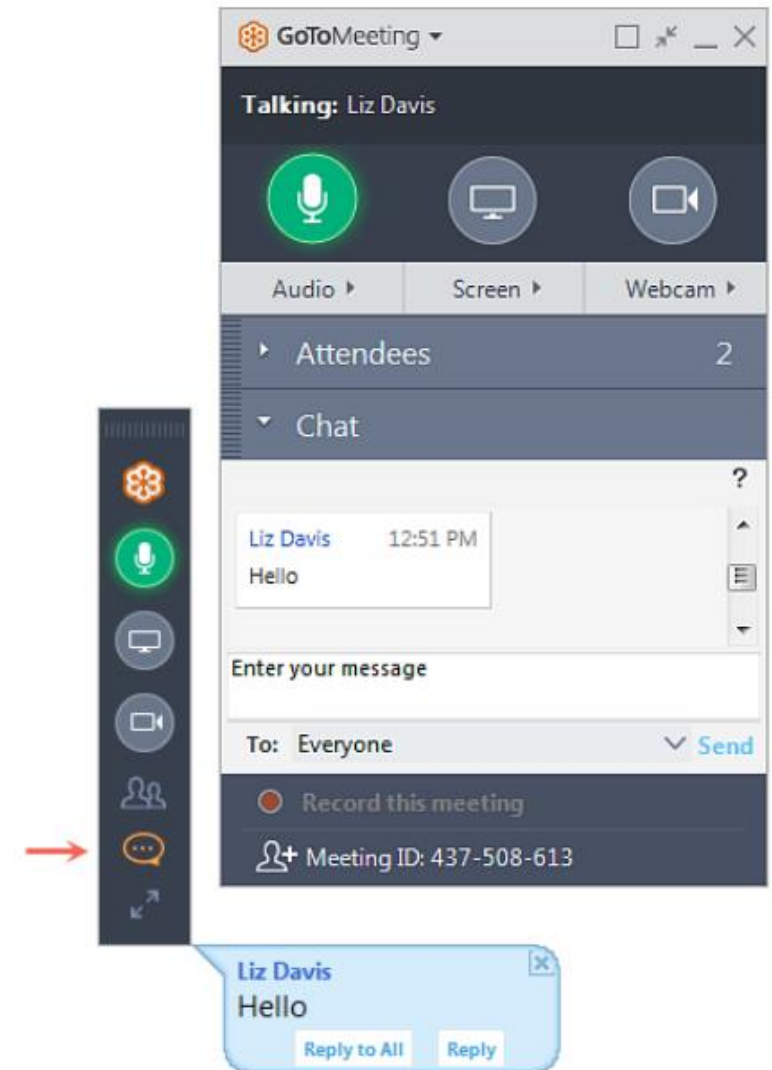 GoToMeeting
Talking: Liz Davis
Audio Screen Webcam
Attendees 2
Chat
?
Liz Davis 12:51 PM
Hello
Enter your message
To: Everyone Send
Record this meeting
Meeting ID: 437-508-613
Liz Davis
Hello
Reply to All Reply